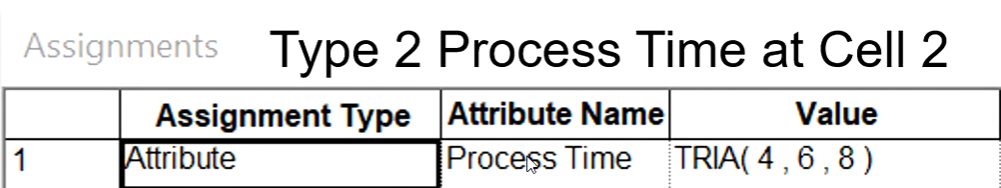 Assignments Type 2 Process Time at Cell 2
Assignment Type Attribute Name Value
1 Attribute Process Time TRIA( 4 , 6 , 8 )